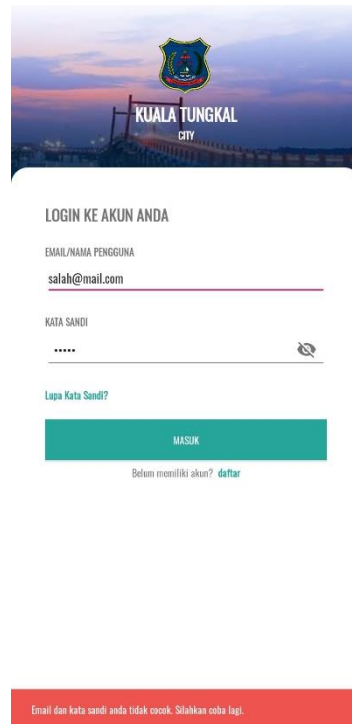 KUALA TUNGKAL
CITY
LOGIN KE AKUN ANDA
EMAIL/NAMA PENGGUNA
salah@mail.com
KATA SANDI
•••••
Lupa Kata Sandi?
MASUK
Belum memiliki akun? daftar
Email dan kata sandi anda tidak cocok. Silahkan coba lagi.